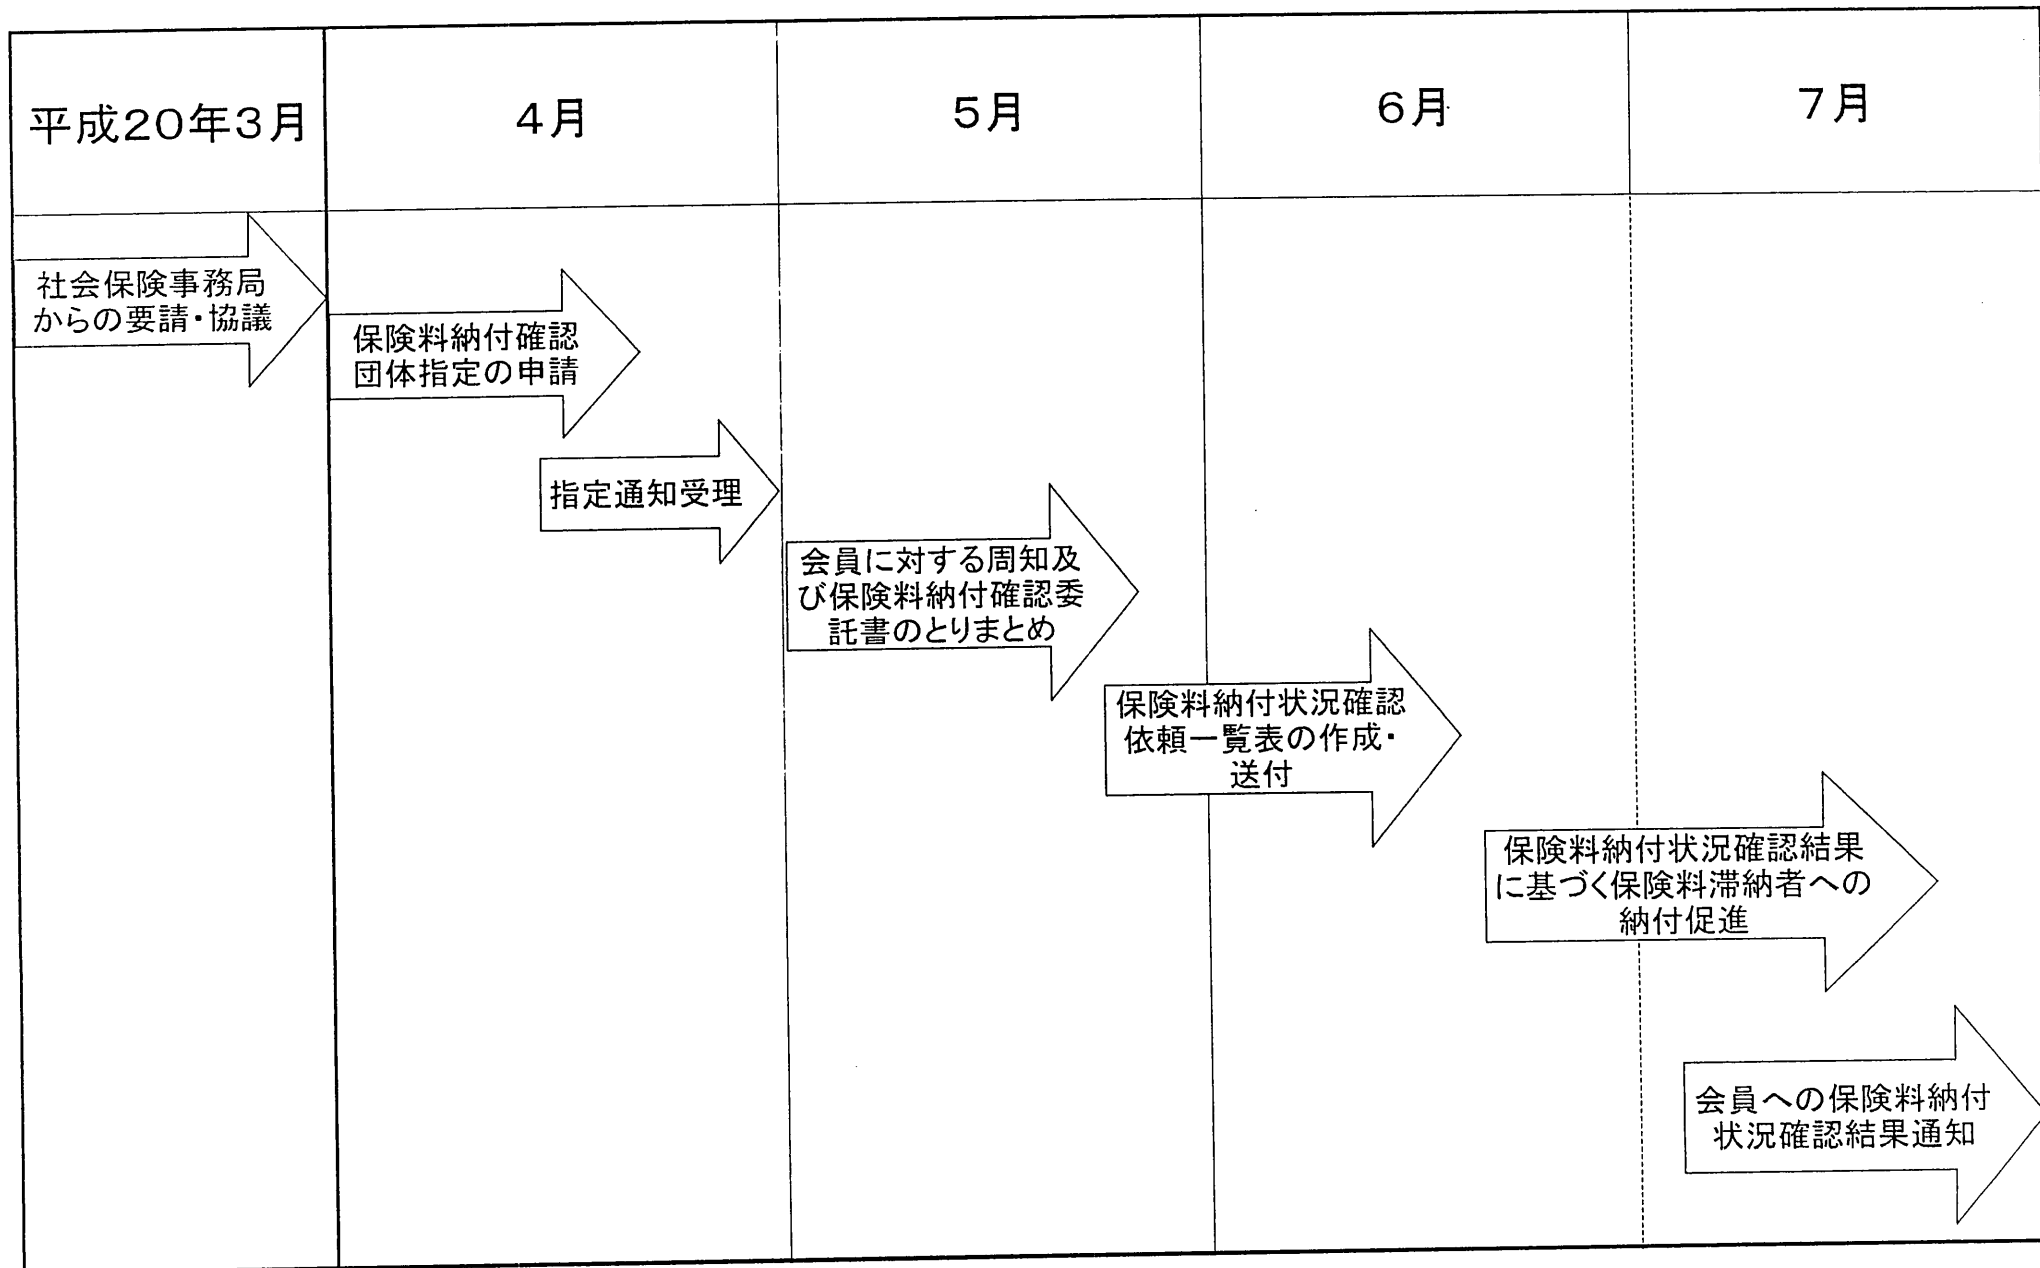 平成20年3月
4月
5月
6月
7月
社会保険事務局
からの要請・協議
保険料納付確認
団体指定の申請
指定通知受理
会員に対する周知及
び保険料納付確認委
託書のとりまとめ
保険料納付状況確認
依頼一覧表の作成・
送付
保険料納付状況確認結果
に基づく保険料滞納者への
納付促進
会員への保険料納付
状況確認結果通知